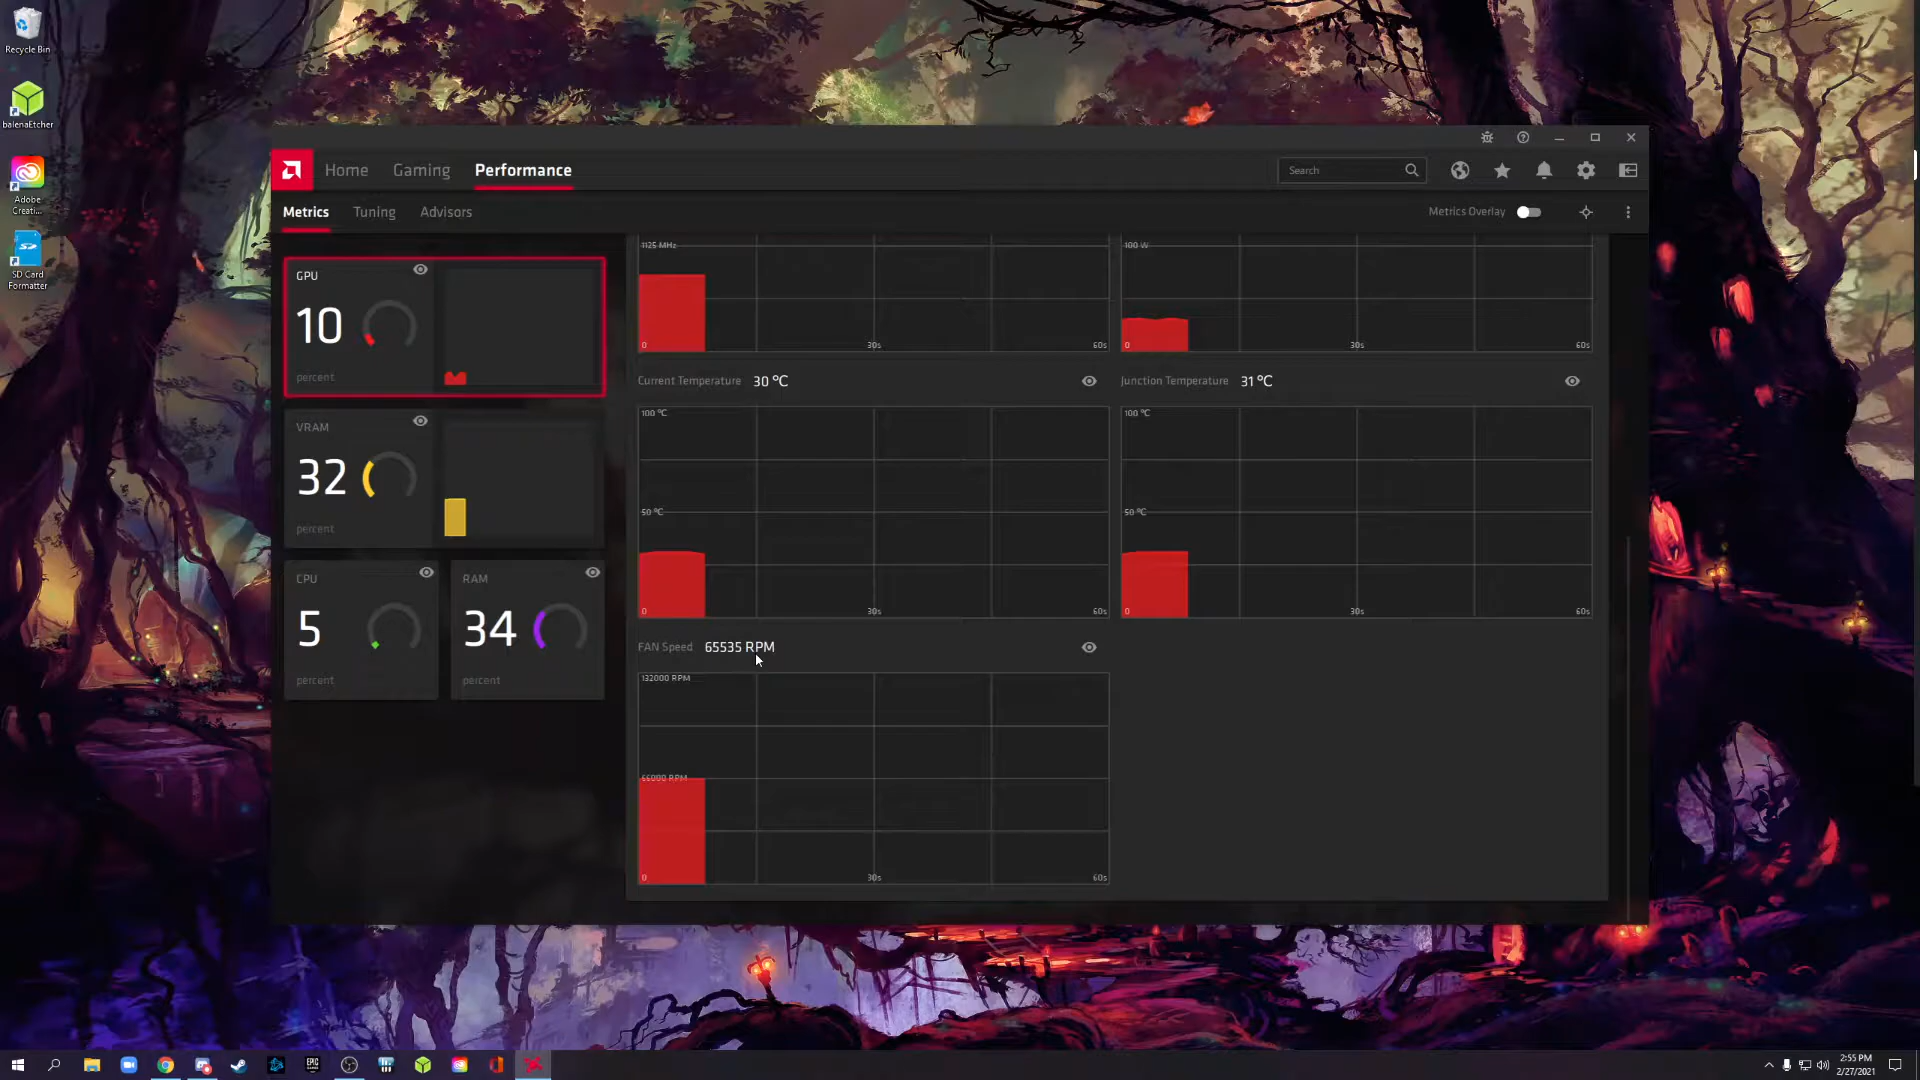 Recycle Bin
balenaEtcher
Adobe
Creati...
SD Card
Formatter
Home
Gaming
Performance
Search
Metrics
Tuning
Advisors
Metrics Overlay
GPU
10
percent
VRAM
32
percent
CPU
5
percent
RAM
34
percent
1125 MHz
0
30s
60s
100 W
0
30s
60s
Current Temperature 30 °C
100 °C
50 °C
0
30s
60s
Junction Temperature 31 °C
100 °C
50 °C
0
30s
60s
FAN Speed 65535 RPM
132000 RPM
66000 RPM
0
30s
60s
EPIC
GAMES
2:55 PM
2/27/2021